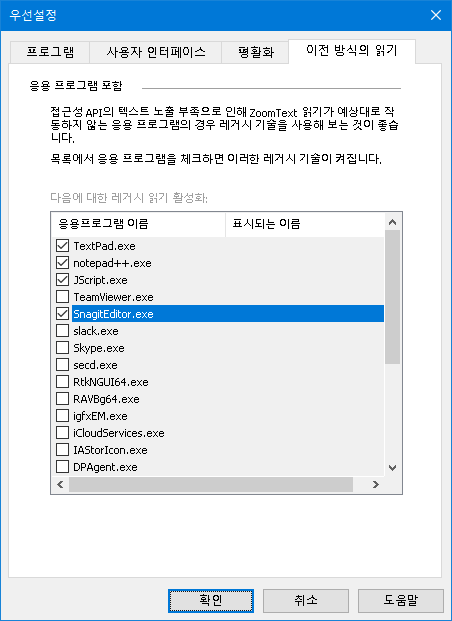 우선설정
프로그램 사용자 인터페이스 평활화 이전 방식의 읽기
응용 프로그램 포함
접근성 API의 텍스트 노출 부족으로 인해 ZoomText 읽기가 예상대로 작
동하지 않는 응용 프로그램의 경우 레거시 기술을 사용해 보는 것이 좋습
니다.
목록에서 응용 프로그램을 체크하면 이러한 레거시 기술이 켜집니다.
다음에 대한 레거시 읽기 활성화:
응용프로그램 이름 표시되는 이름
TextPad.exe
notepad++.exe
JScript.exe
TeamViewer.exe
SnagitEditor.exe
slack.exe
Skype.exe
secd.exe
RtkNGUI64.exe
RAVBg64.exe
igfxEM.exe
iCloudServices.exe
IAStorIcon.exe
DPAgent.exe
확인 취소 도움말